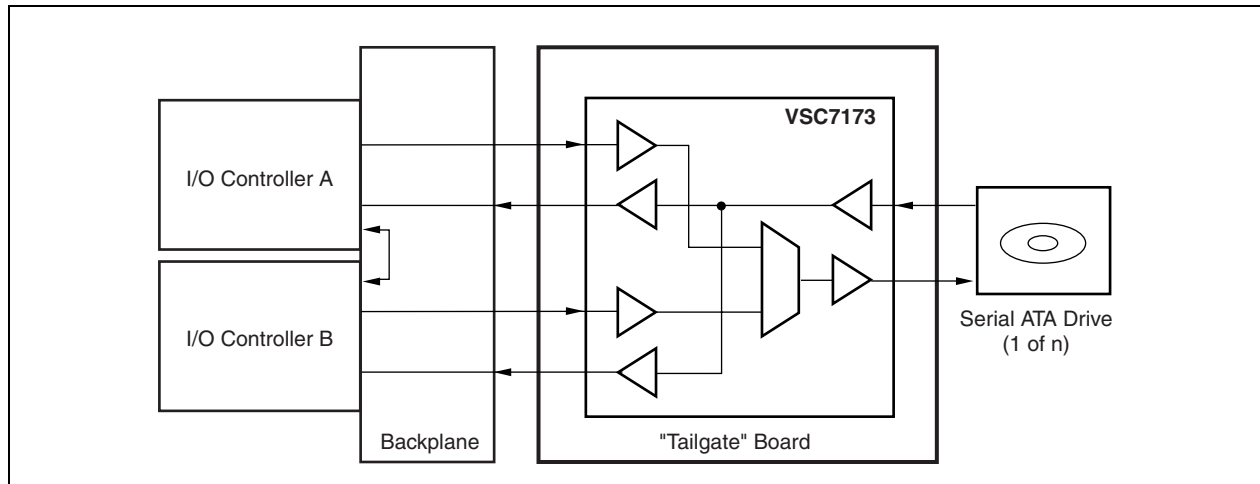 VSC7173
I/O Controller A
I/O Controller B
Serial ATA Drive
(1 of n)
Backplane
"Tailgate" Board